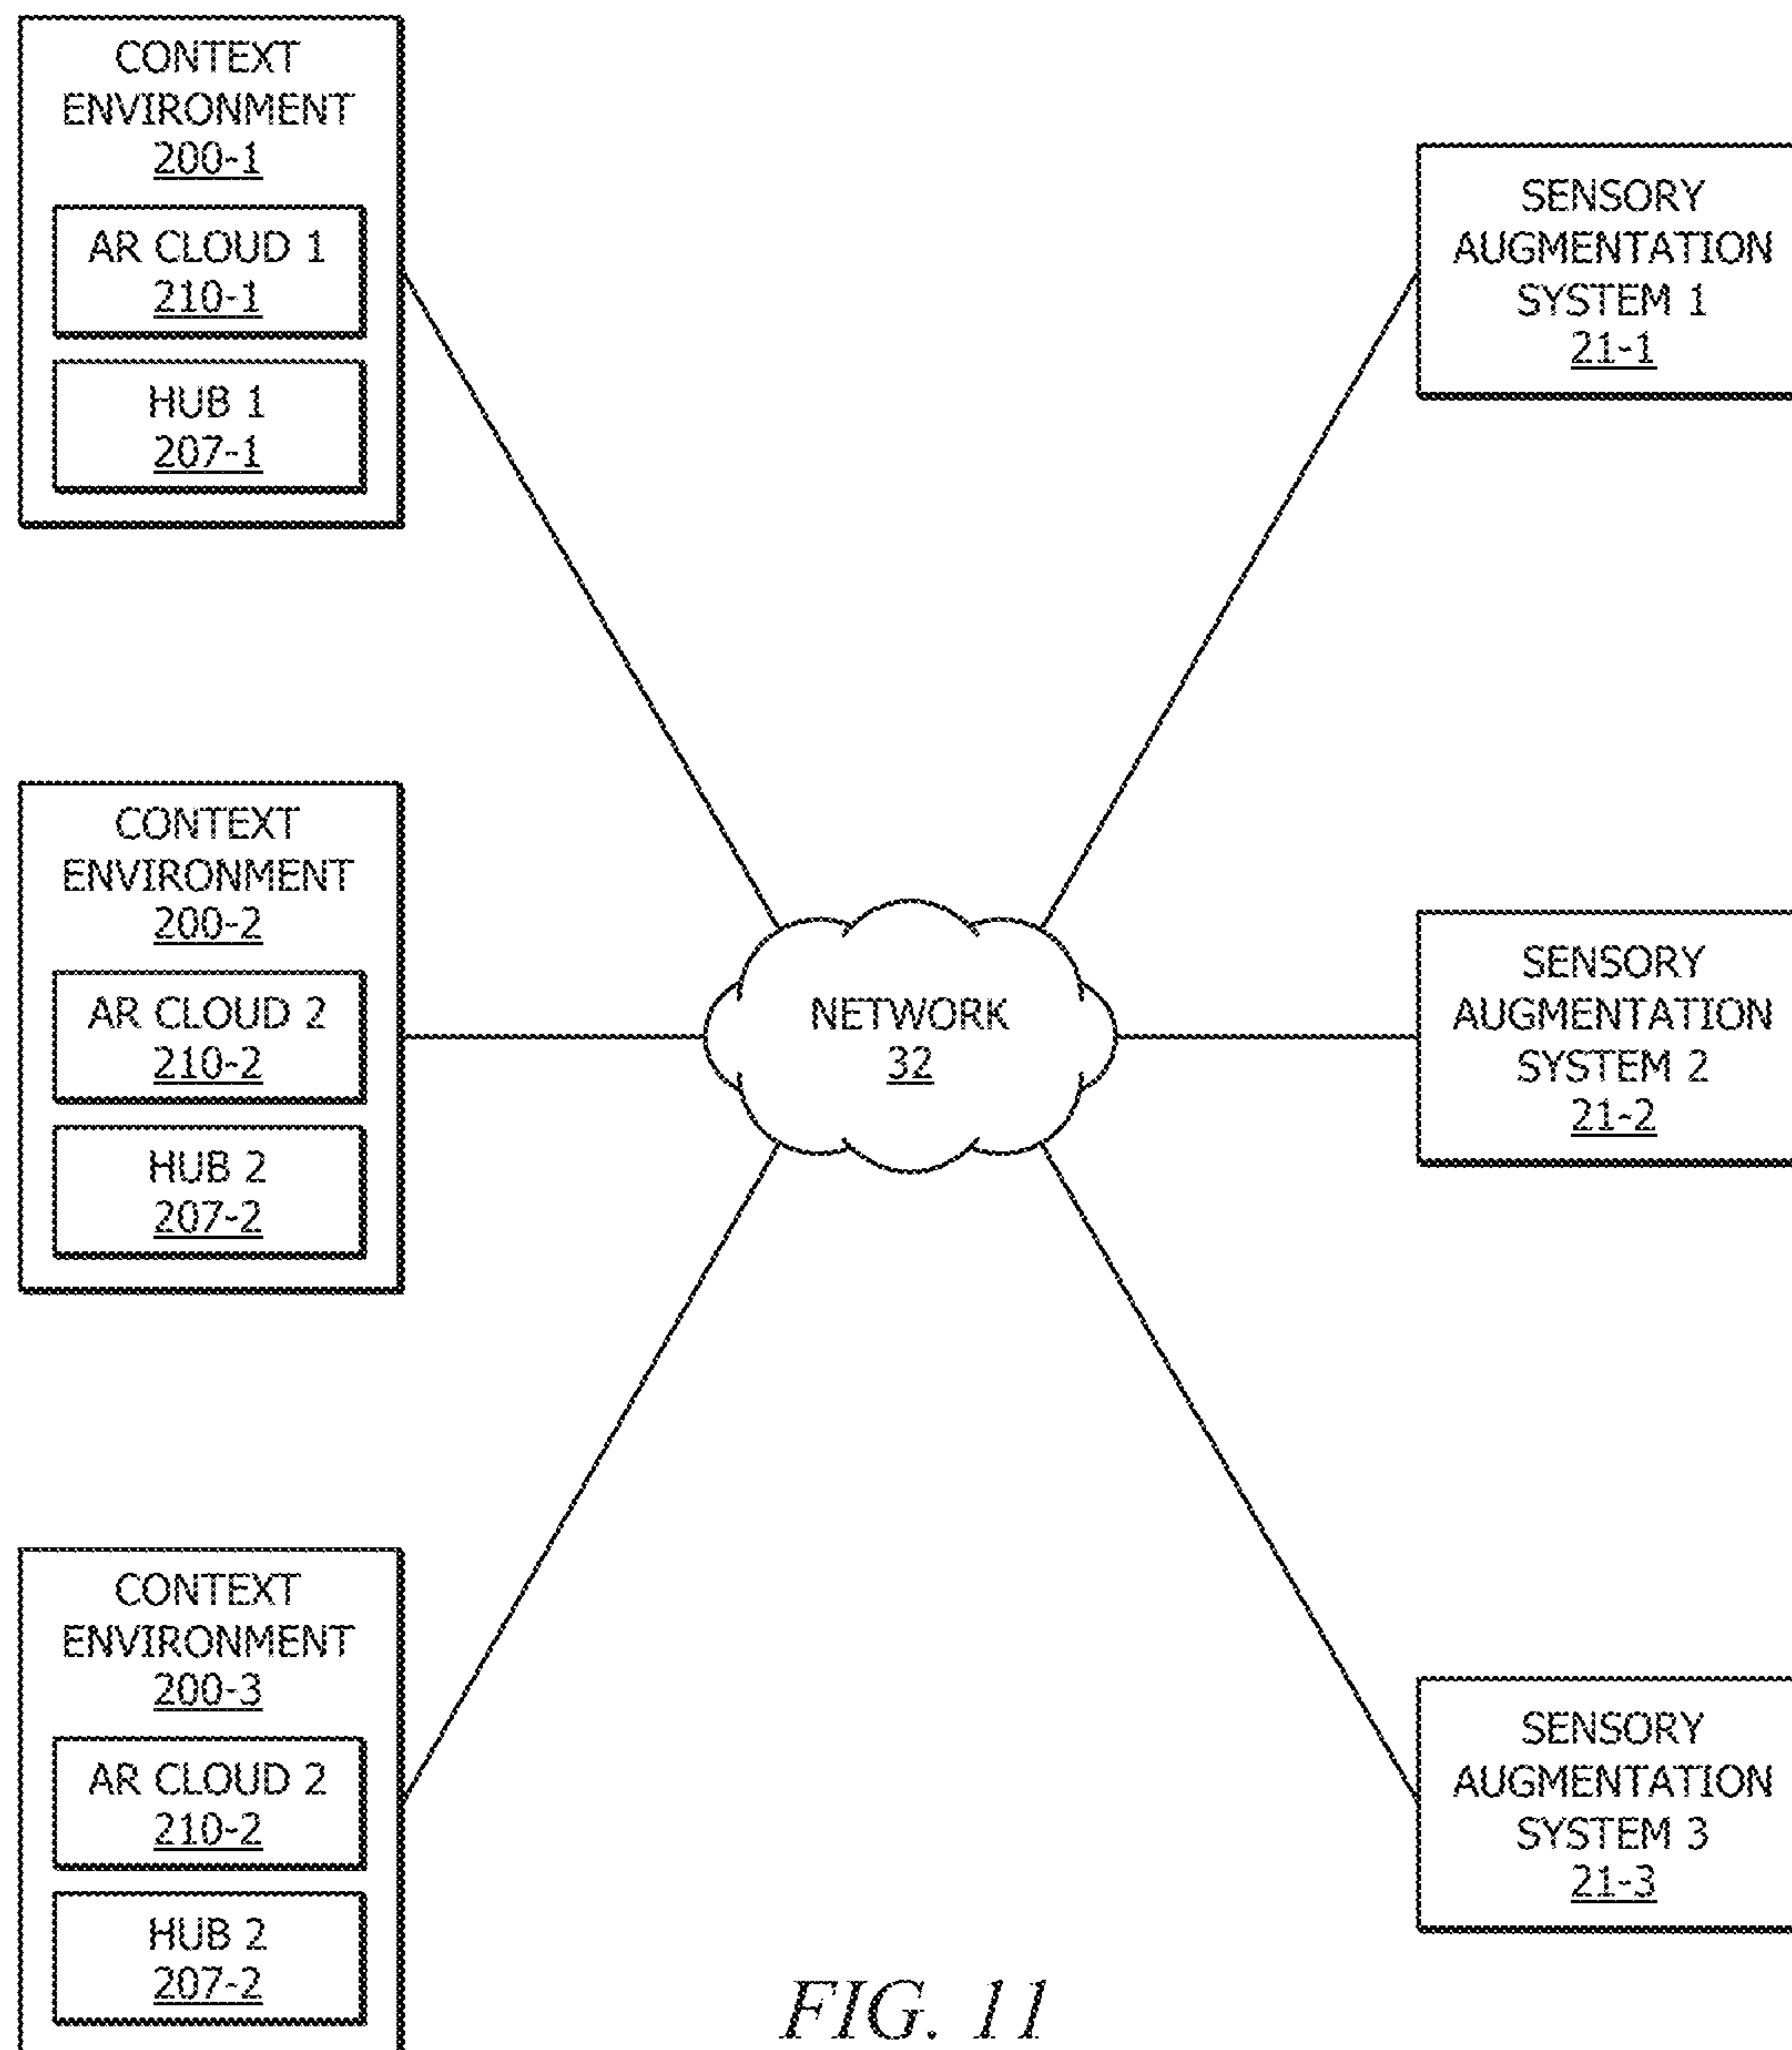 CONTEXT
ENVIRONMENT
200-1
AR CLOUD 1
210-1
HUB 1
207-1
SENSORY
AUGMENTATION
SYSTEM 1
21-1
CONTEXT
ENVIRONMENT
200-2
AR CLOUD 2
210-2
HUB 2
207-2
NETWORK
32
SENSORY
AUGMENTATION
SYSTEM 2
21-2
CONTEXT
ENVIRONMENT
200-3
AR CLOUD 2
210-2
HUB 2
207-2
SENSORY
AUGMENTATION
SYSTEM 3
21-3
FIG. 11